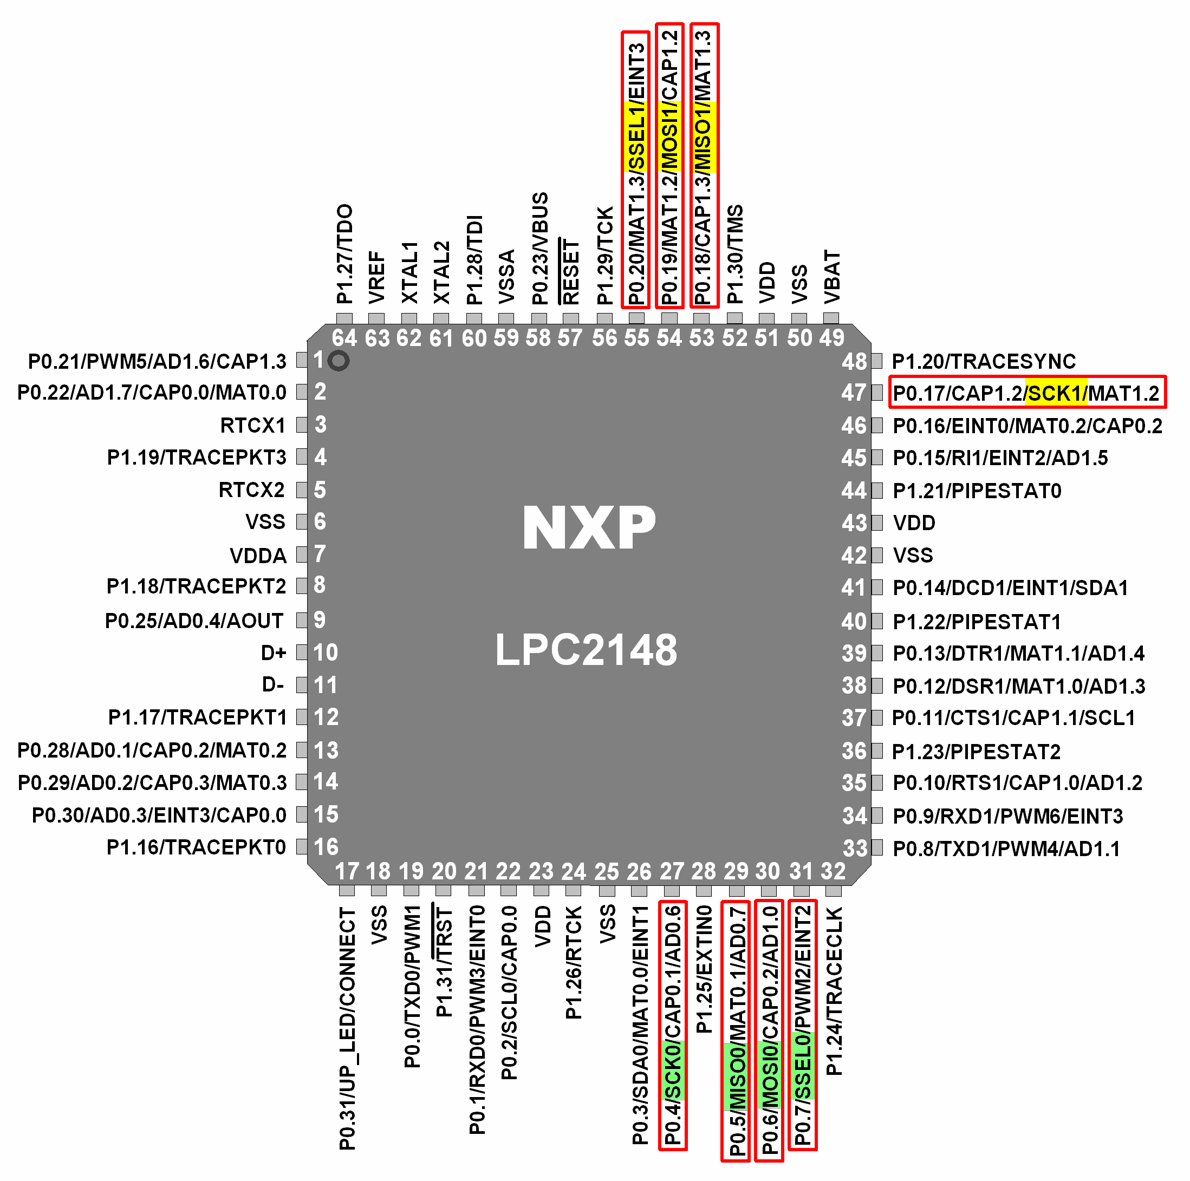 P0.20/MAT1.3/SSEL1/EINT3
P0.19/MAT1.2/MOSI1/CAP1.2
P0.18/CAP1.3/MISO1/MAT1.3
P1.27/TDO
VREF
XTAL1
XTAL2
P1.28/TDI
VSSA
P0.23/VBUS
RESET
P1.29/TCK
P1.30/TMS
VDD
VSS
VBAT
64 63 62 61 60 59 58 57 56 55 54 53 52 51 50 49
P0.21/PWM5/AD1.6/CAP1.3 1
P0.22/AD1.7/CAP0.0/MAT0.0 2
RTCX1 3
P1.19/TRACEPKT3 4
RTCX2 5
VSS 6
VDDA 7
P1.18/TRACEPKT2 8
P0.25/AD0.4/AOUT 9
D+ 10
D- 11
P1.17/TRACEPKT1 12
P0.28/AD0.1/CAP0.2/MAT0.2 13
P0.29/AD0.2/CAP0.3/MAT0.3 14
P0.30/AD0.3/EINT3/CAP0.0 15
P1.16/TRACEPKT0 16
NXP
LPC2148
48 P1.20/TRACESYNC
47 P0.17/CAP1.2/SCK1/MAT1.2
46 P0.16/EINT0/MAT0.2/CAP0.2
45 P0.15/RI1/EINT2/AD1.5
44 P1.21/PIPESTAT0
43 VDD
42 VSS
41 P0.14/DCD1/EINT1/SDA1
40 P1.22/PIPESTAT1
39 P0.13/DTR1/MAT1.1/AD1.4
38 P0.12/DSR1/MAT1.0/AD1.3
37 P0.11/CTS1/CAP1.1/SCL1
36 P1.23/PIPESTAT2
35 P0.10/RTS1/CAP1.0/AD1.2
34 P0.9/RXD1/PWM6/EINT3
33 P0.8/TXD1/PWM4/AD1.1
17 18 19 20 21 22 23 24 25 26 27 28 29 30 31 32
P0.31/UP_LED/CONNECT
VSS
P0.0/TXD0/PWM1
P1.31/TRST
P0.1/RXD0/PWM3/EINT0
P0.2/SCL0/CAP0.0
VDD
P1.26/RTCK
VSS
P0.3/SDA0/MAT0.0/EINT1
P0.4/SCK0/CAP0.1/AD0.6
P1.25/EXTIN0
P0.5/MISO0/MAT0.1/AD0.7
P0.6/MOSI0/CAP0.2/AD1.0
P0.7/SSEL0/PWM2/EINT2
P1.24/TRACECLK